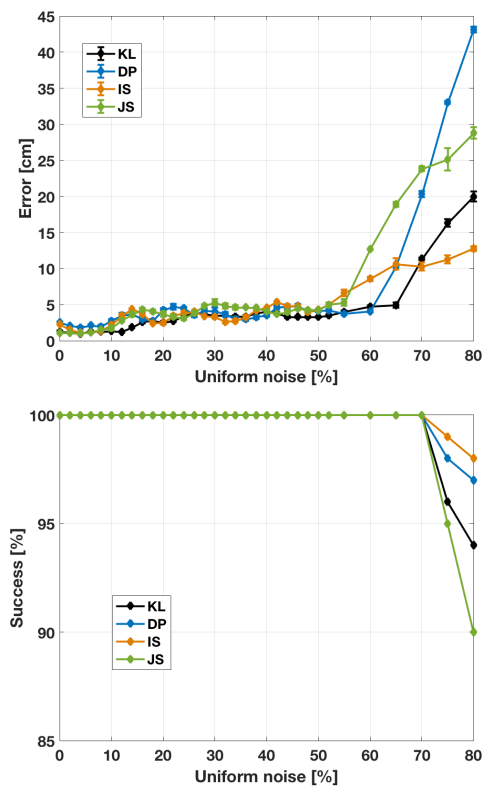 45
40
35
30
25
20
15
10
5
0
Error [cm]
KL
DP
IS
JS
0 10 20 30 40 50 60 70 80
Uniform noise [%]
100
95
90
85
Success [%]
KL
DP
IS
JS
0 10 20 30 40 50 60 70 80
Uniform noise [%]